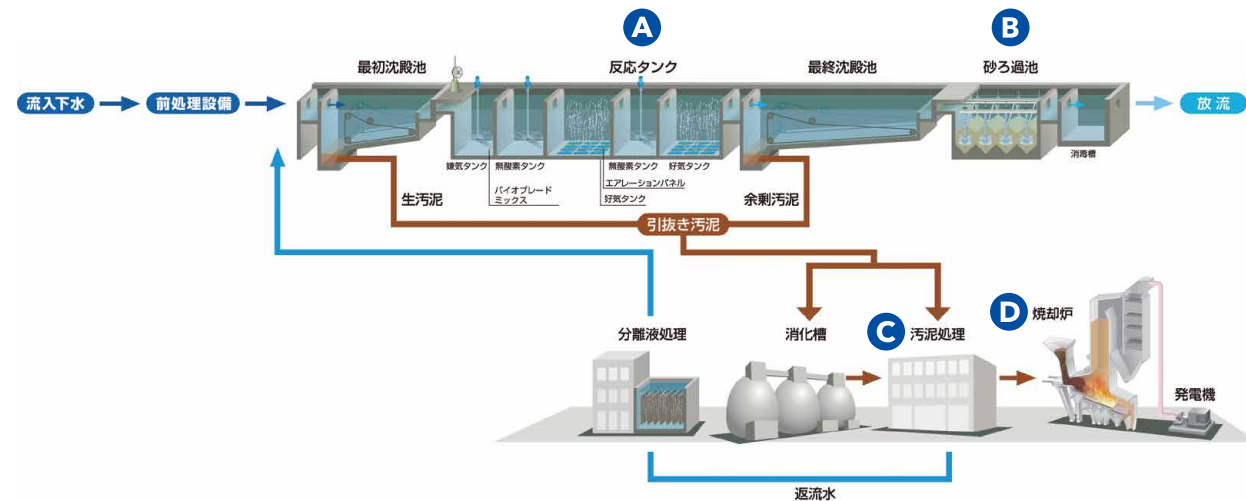 A
B
最初沈殿池
反応タンク
最終沈殿池
砂ろ過池
流入下水
前処理設備
放流
嫌気タンク
無酸素タンク
無酸素タンク
好気タンク
消毒槽
エアレーションパネル
バイオブレード
ミックス
好気タンク
生汚泥
余剰汚泥
引抜き汚泥
分離液処理
消化槽
C
汚泥処理
D
焼却炉
発電機
返流水